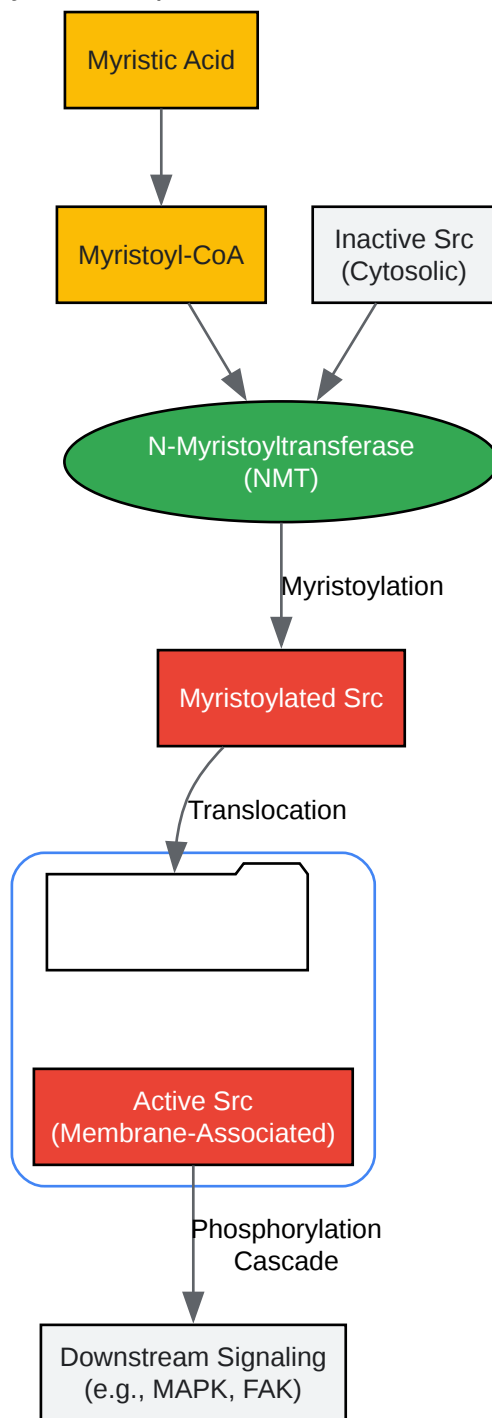 Myristic Acid
Myristoyl-CoA
Inactive Src
(Cytosolic)
N-Myristoyltransferase
(NMT)
Myristoylation
Myristoylated Src
Translocation
Active Src
(Membrane-Associated)
Phosphorylation
Cascade
Downstream Signaling
(e.g., MAPK, FAK)